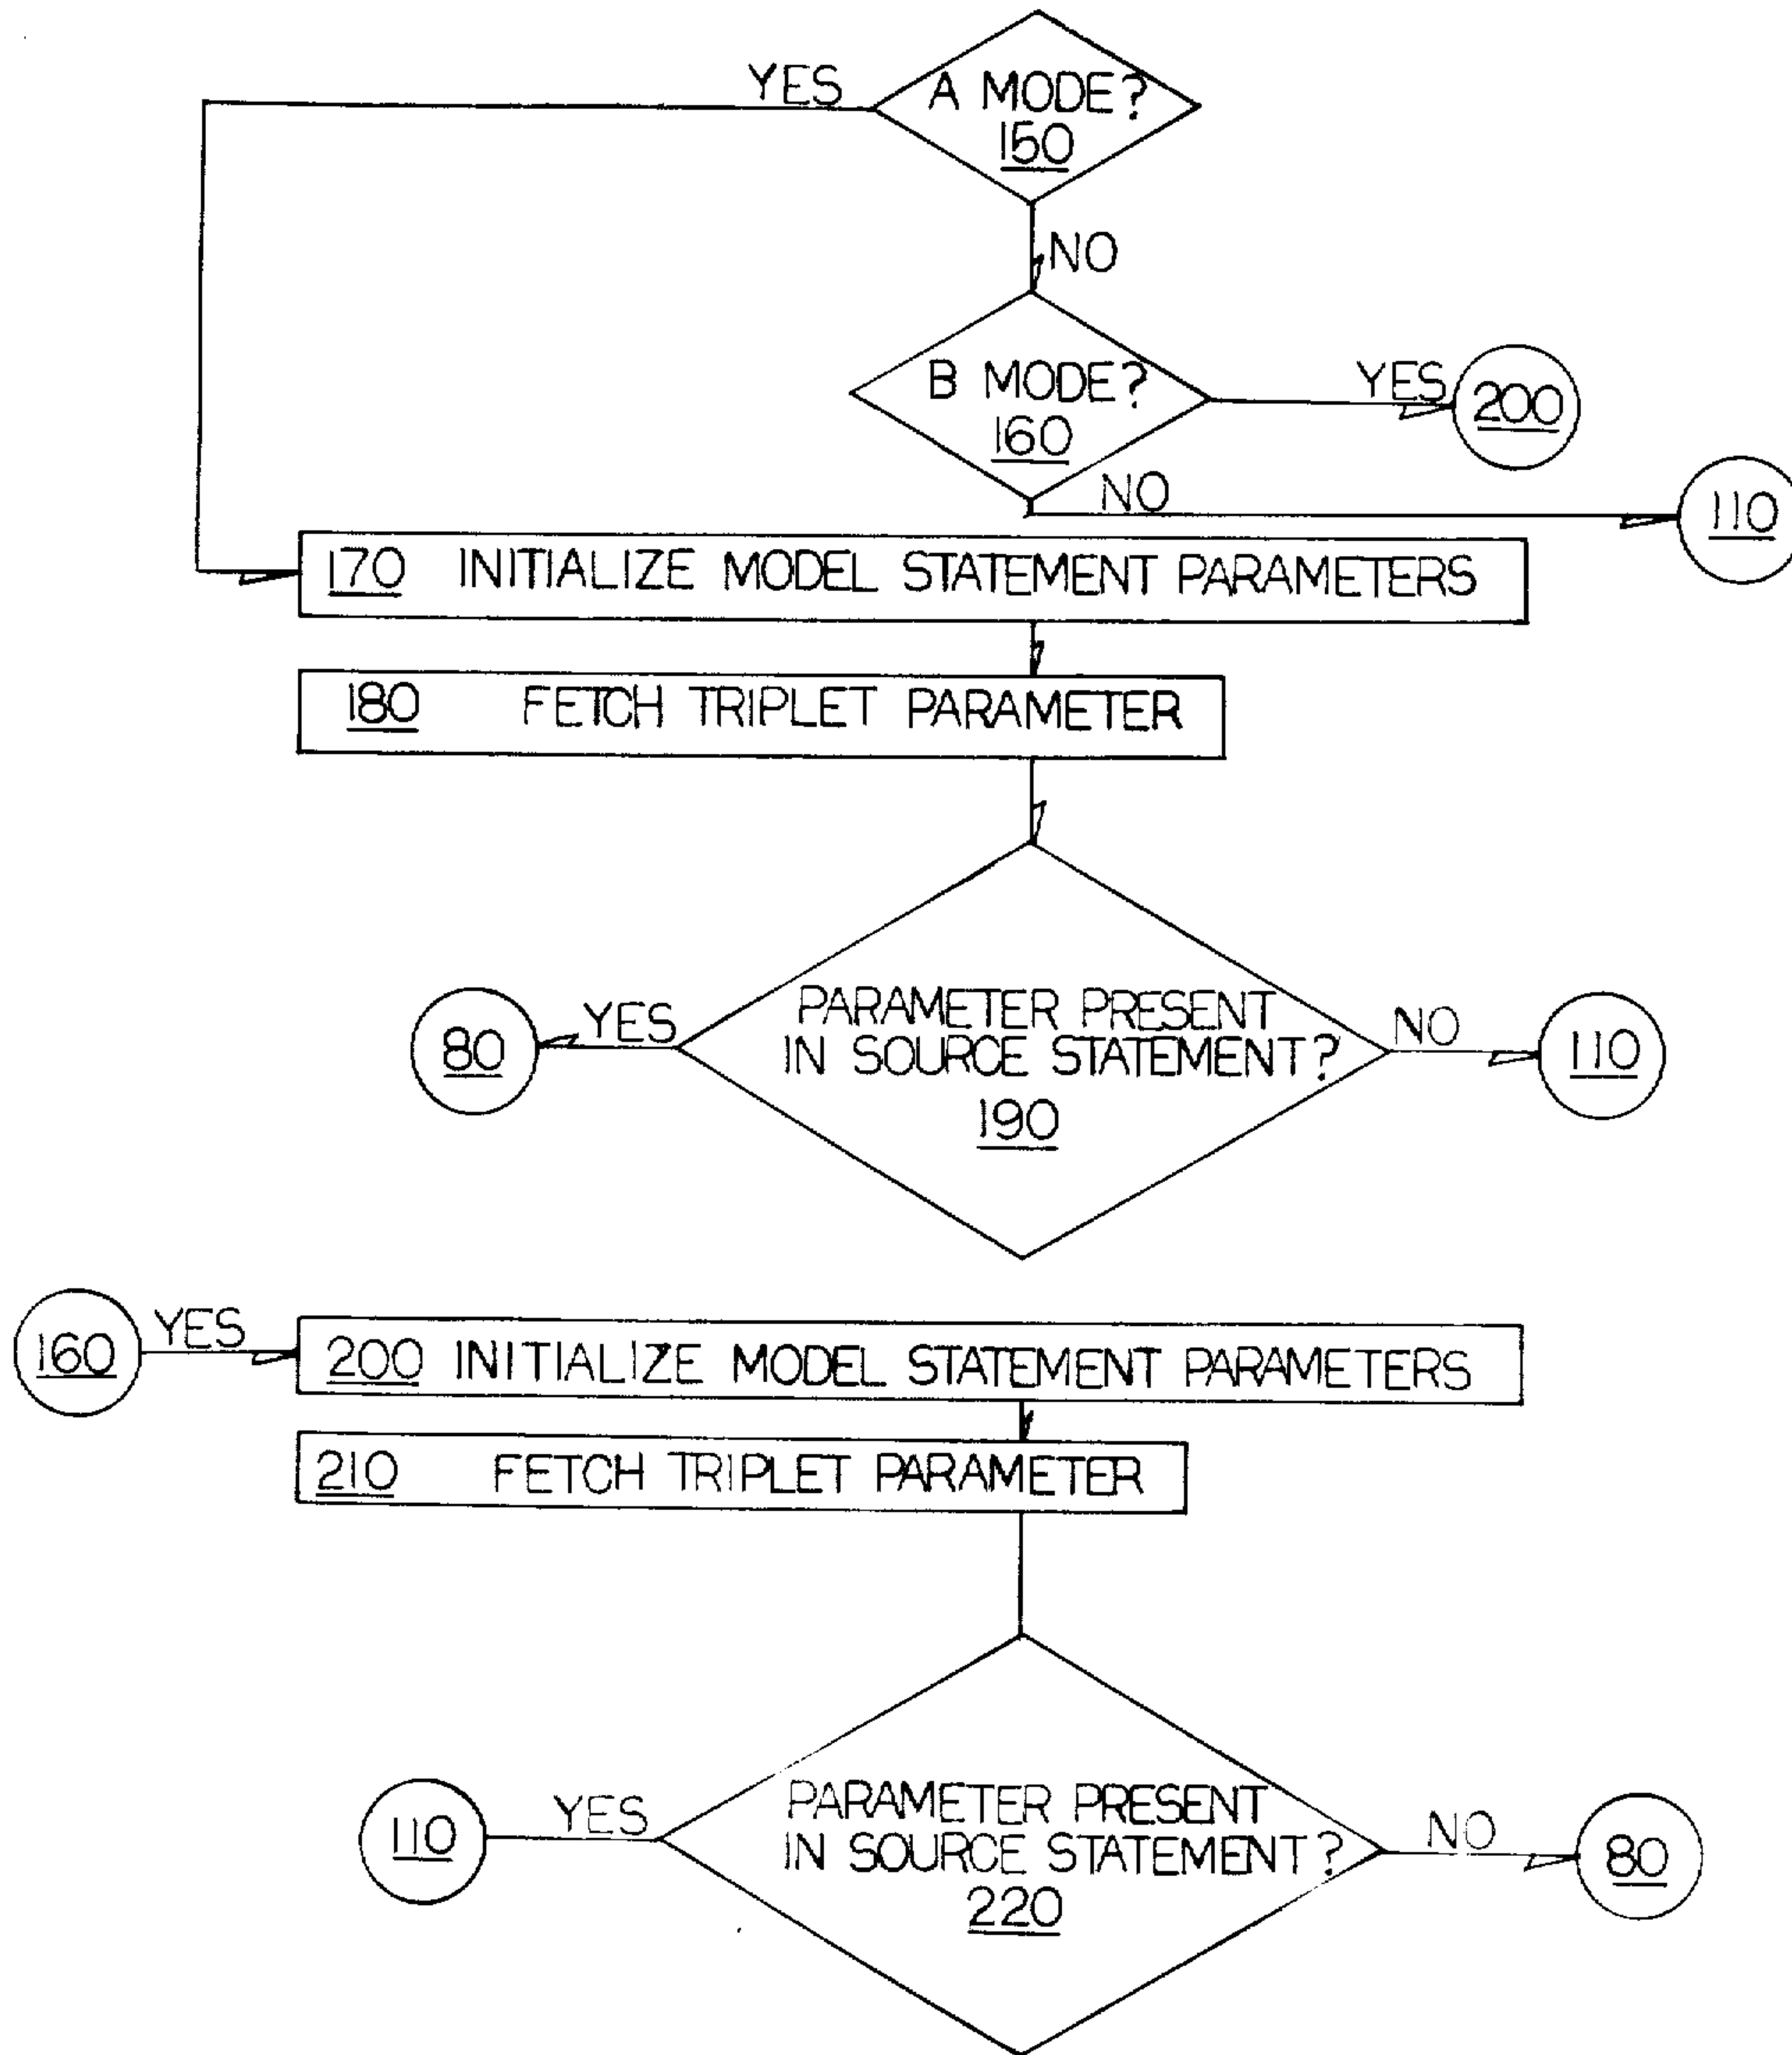 YES
A MODE?
150
NO
B MODE?
160
YES
200
NO
110
170 INITIALIZE MODEL STATEMENT PARAMETERS
180 FETCH TRIPLET PARAMETER
80
YES
PARAMETER PRESENT
IN SOURCE STATEMENT?
190
NO
110
160
YES
200 INITIALIZE MODEL STATEMENT PARAMETERS
210 FETCH TRIPLET PARAMETER
110
YES
PARAMETER PRESENT
IN SOURCE STATEMENT?
220
NO
80